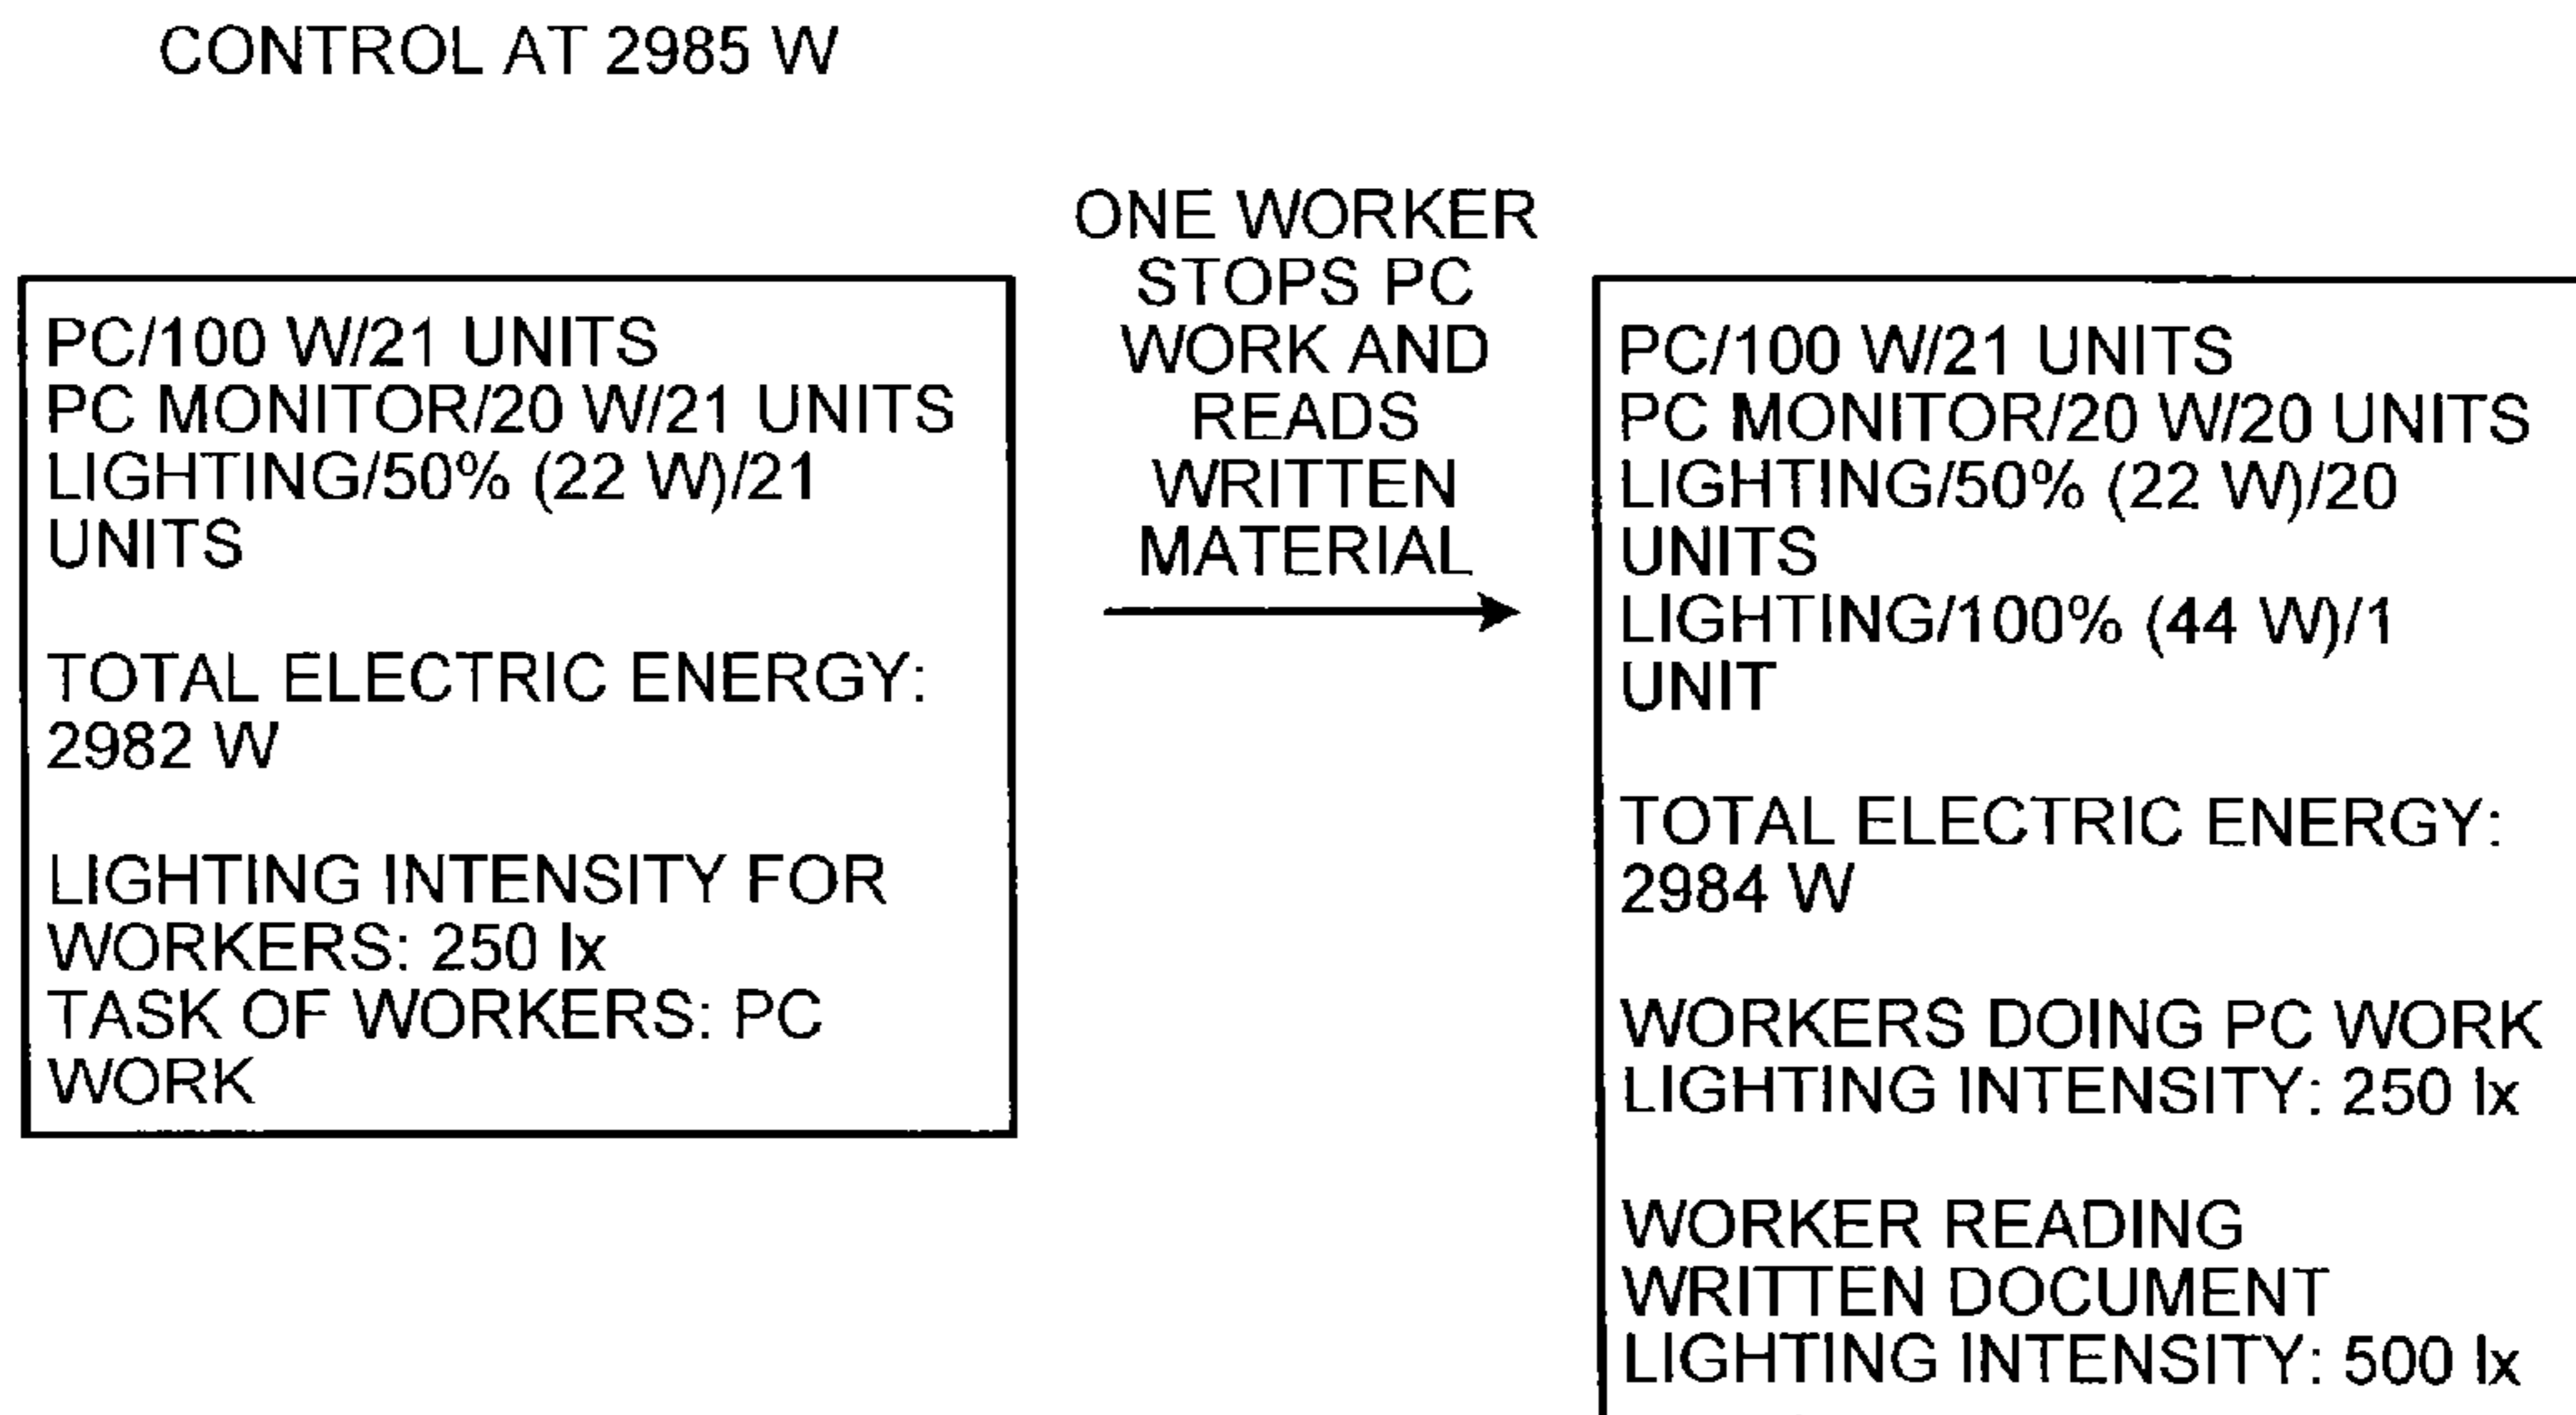 CONTROL AT 2985 W
PC/100 W/21 UNITS
PC MONITOR/20 W/21 UNITS
LIGHTING/50% (22 W)/21
UNITS
TOTAL ELECTRIC ENERGY:
2982 W
LIGHTING INTENSITY FOR
WORKERS: 250 lx
TASK OF WORKERS: PC
WORK
ONE WORKER
STOPS PC
WORK AND
READS
WRITTEN
MATERIAL
PC/100 W/21 UNITS
PC MONITOR/20 W/20 UNITS
LIGHTING/50% (22 W)/20
UNITS
LIGHTING/100% (44 W)/1
UNIT
TOTAL ELECTRIC ENERGY:
2984 W
WORKERS DOING PC WORK
LIGHTING INTENSITY: 250 lx
WORKER READING
WRITTEN DOCUMENT
LIGHTING INTENSITY: 500 lx